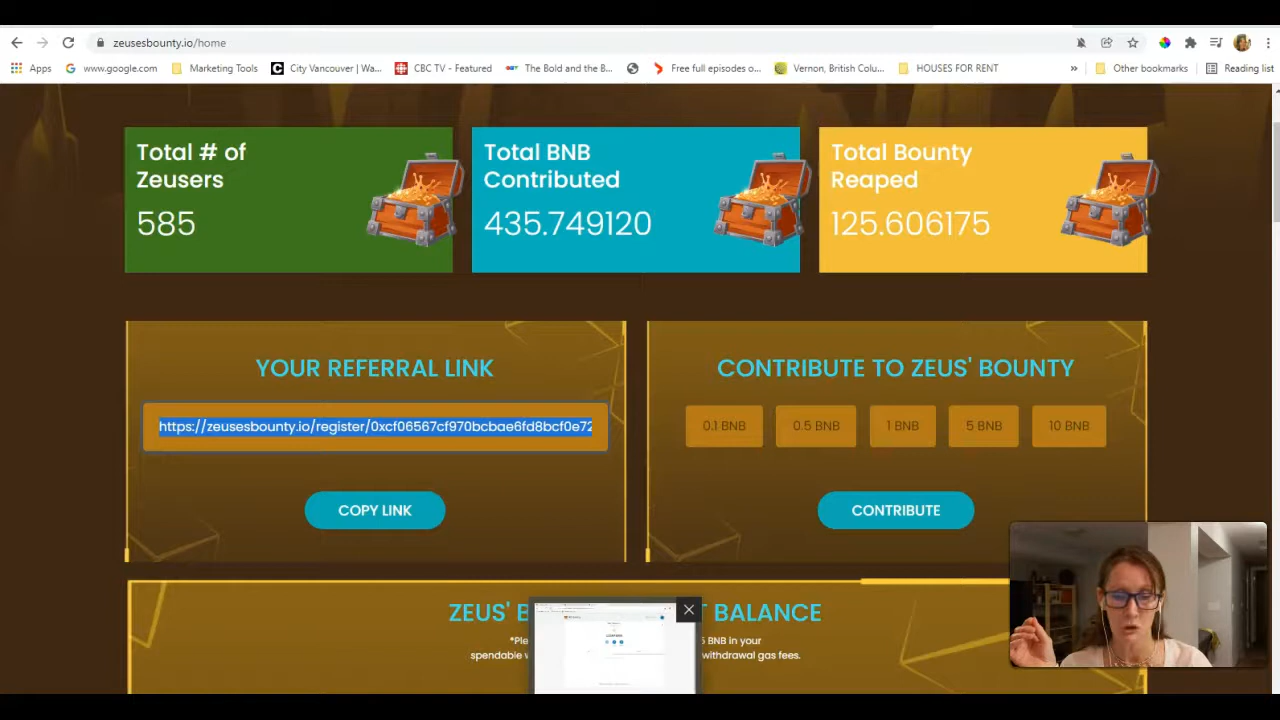 zeusesbounty.io/home
Apps
www.google.com
Marketing Tools
City Vancouver | Wa...
CBC TV - Featured
The Bold and the B...
Free full episodes o...
Vernon, British Colu...
HOUSES FOR RENT
»
Other bookmarks
Reading list
Total # of
Zeusers
585
Total BNB
Contributed
435.749120
Total Bounty
Reaped
125.606175
YOUR REFERRAL LINK
https://zeusesbounty.io/register/0xcf06567cf970bcbae6fd8bcf0e72
COPY LINK
CONTRIBUTE TO ZEUS' BOUNTY
0.1 BNB
0.5 BNB
1 BNB
5 BNB
10 BNB
CONTRIBUTE
ZEUS' B T BALANCE
*Ple 5 BNB in your
spendable w withdrawal gas fees.